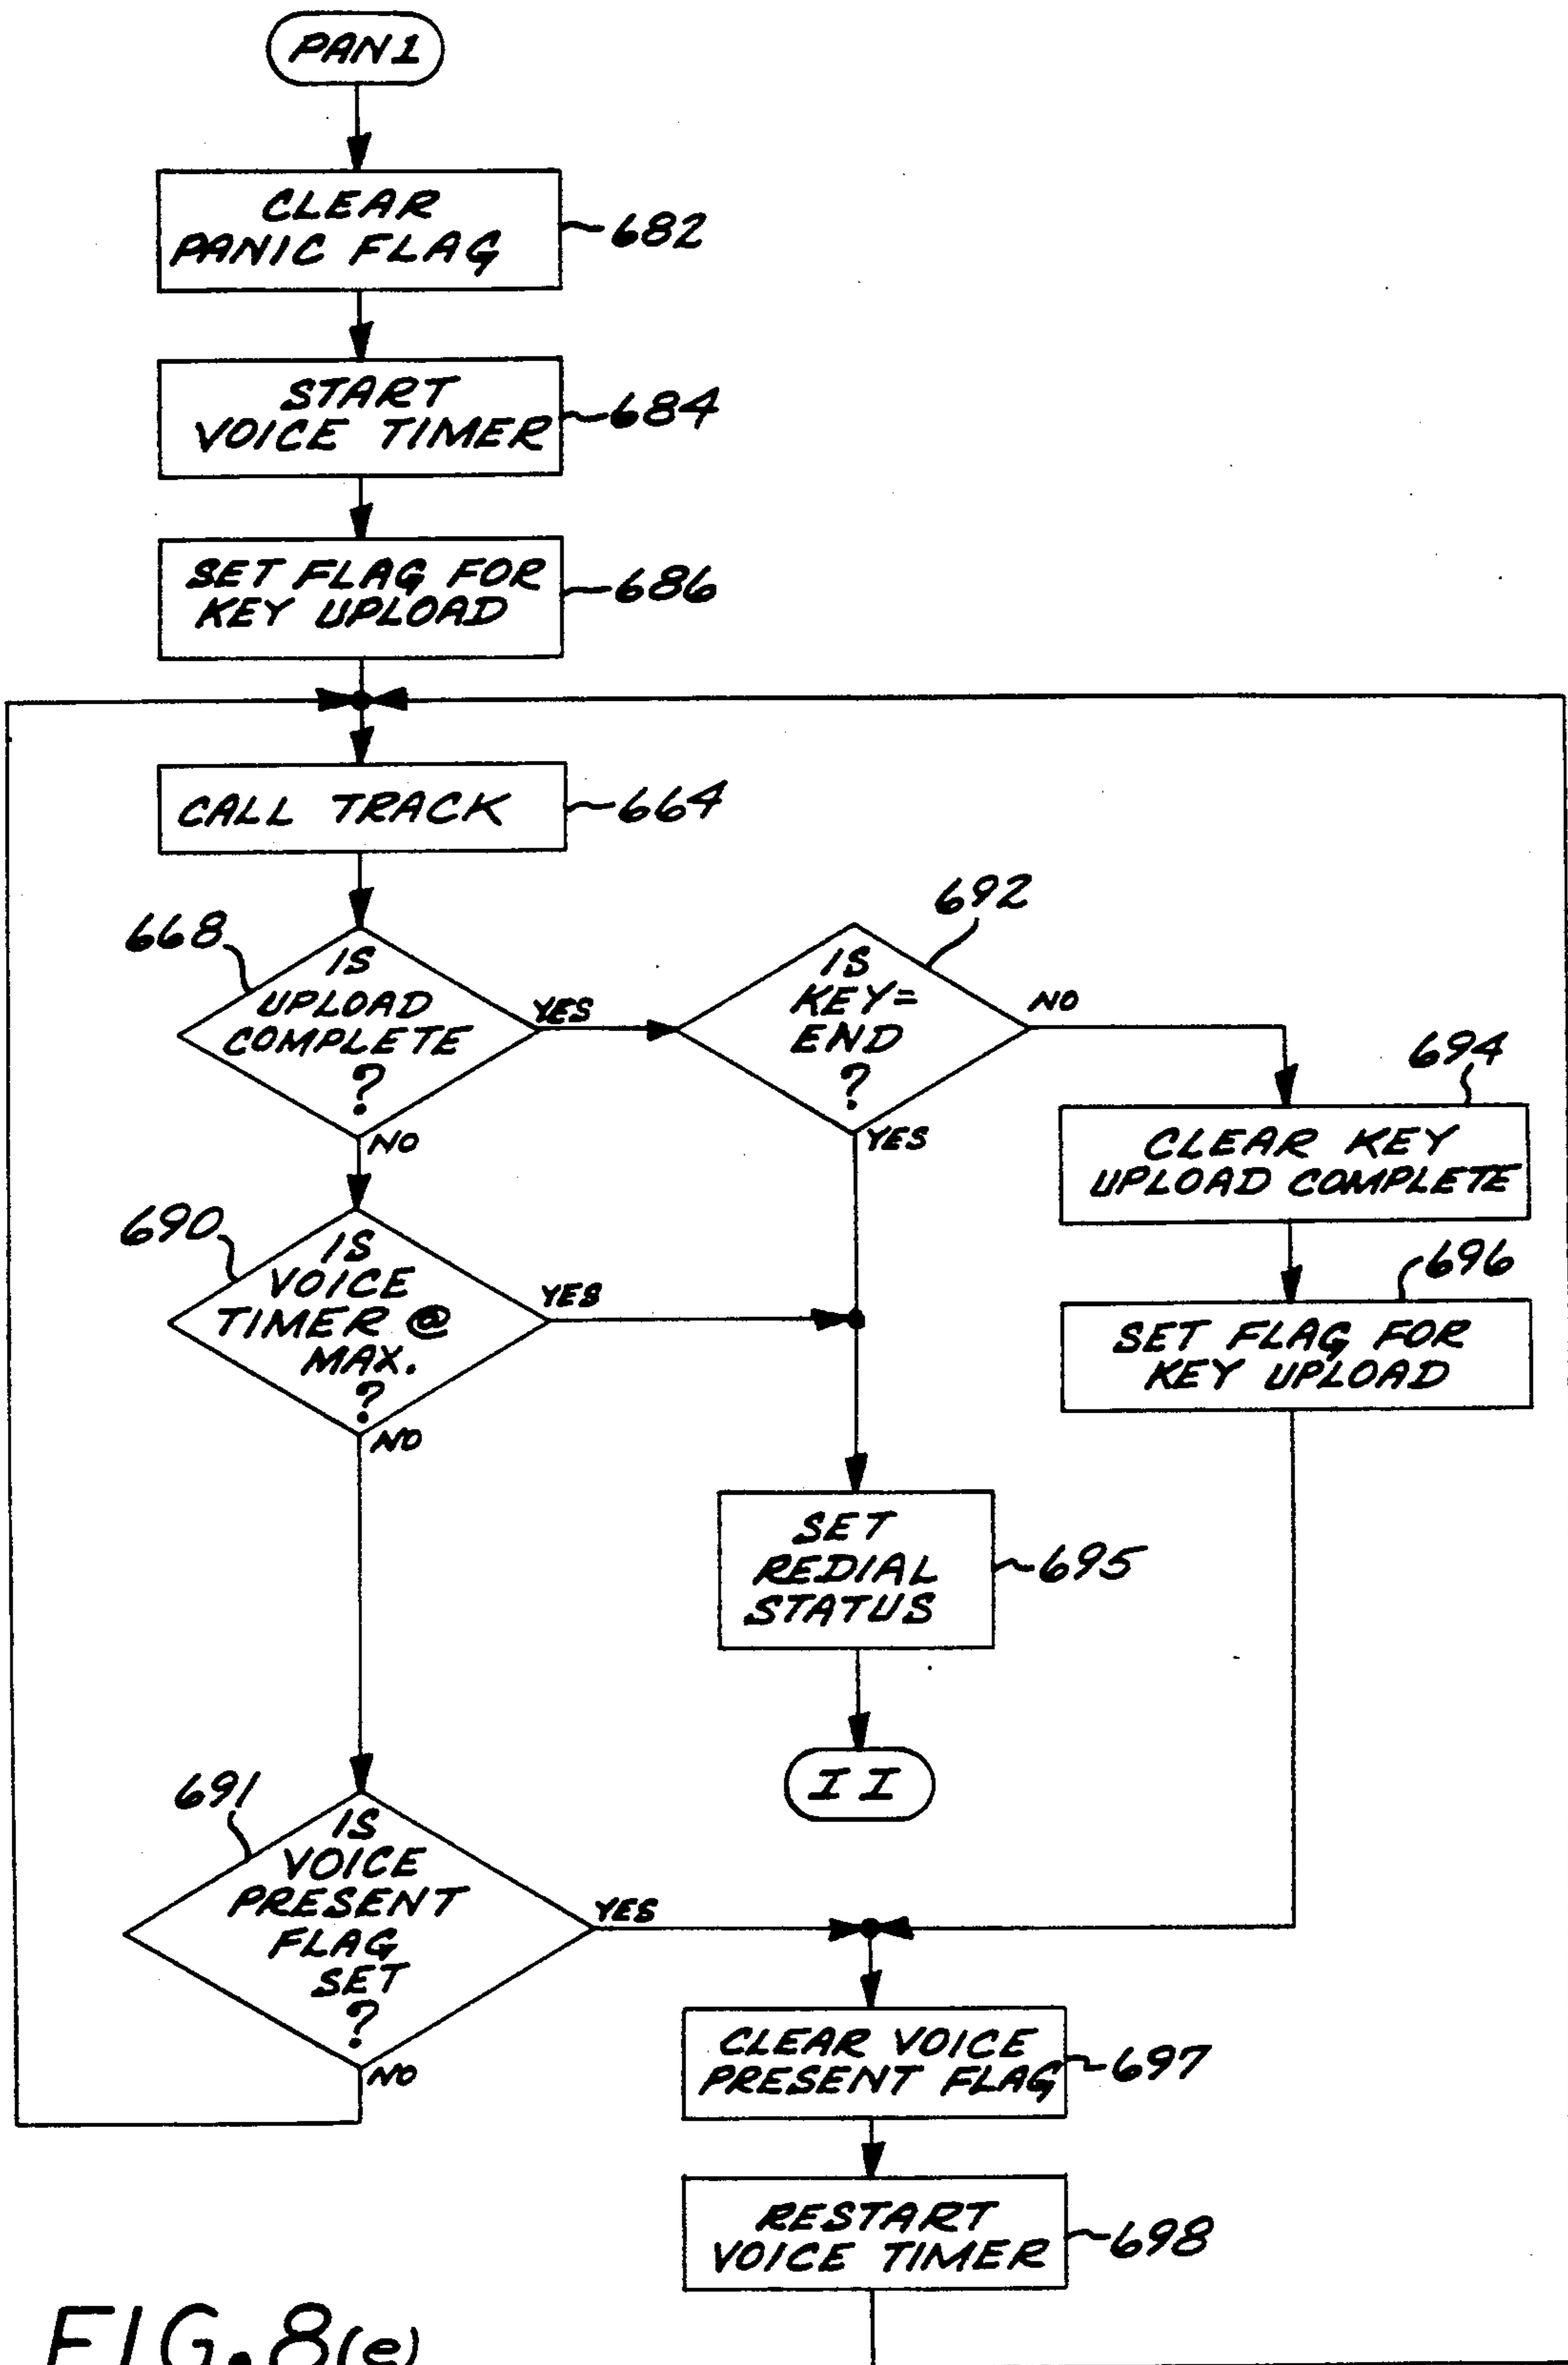 PAN1
CLEAR
PANIC FLAG
682
START
VOICE TIMER
684
SET FLAG FOR
KEY UPLOAD
686
CALL TRACK
664
668
IS
UPLOAD
COMPLETE
?
YES
NO
692
IS
KEY=
END
?
NO
YES
694
CLEAR KEY
UPLOAD COMPLETE
696
SET FLAG FOR
KEY UPLOAD
690
IS
VOICE
TIMER @
MAX.
?
YES
NO
SET
REDIAL
STATUS
695
II
691
IS
VOICE
PRESENT
FLAG
SET
?
YES
NO
CLEAR VOICE
PRESENT FLAG
697
RESTART
VOICE TIMER
698
FIG.8(e)